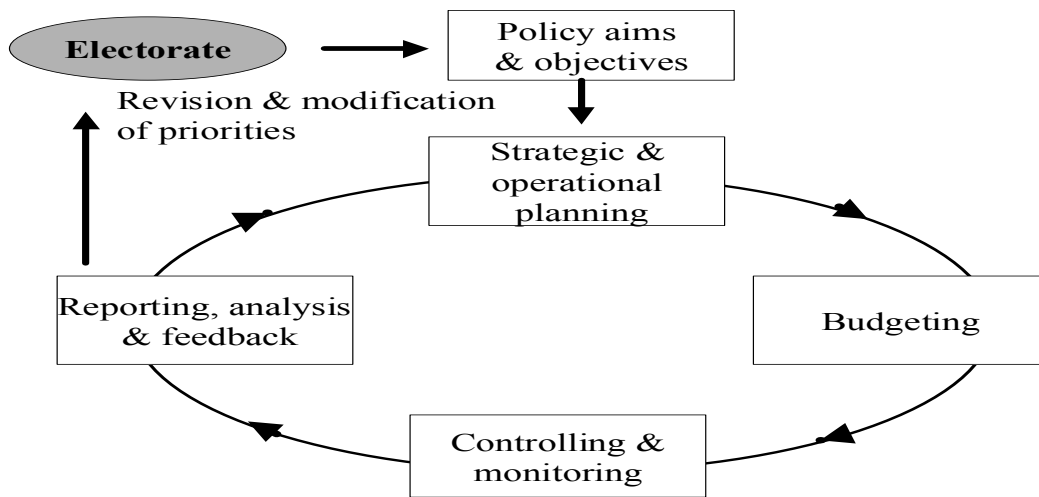 Electorate
Policy aims
& objectives
Revision & modification
of priorities
Strategic &
operational
planning
Reporting, analysis
& feedback
Budgeting
Controlling &
monitoring